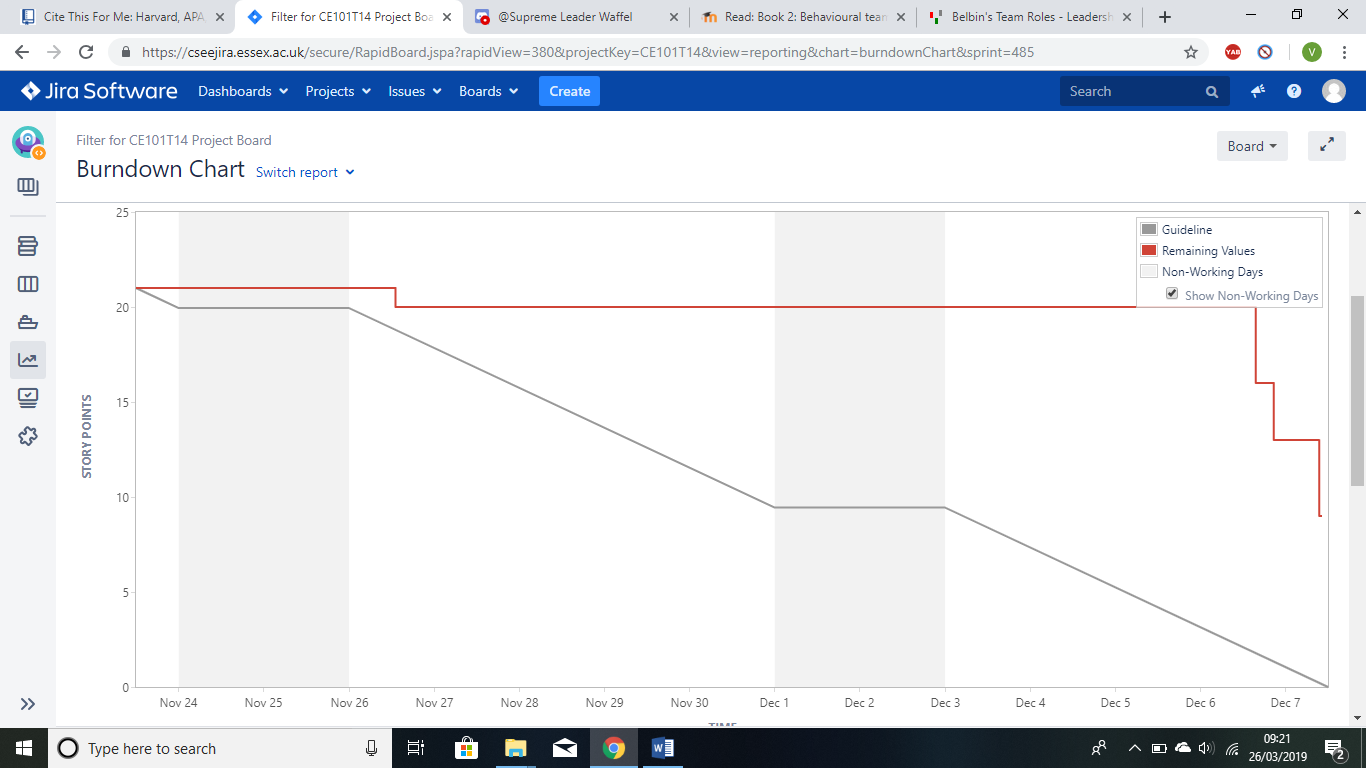 Cite This For Me: Harvard, APA,
Filter for CE101T14 Project Boa
@Supreme Leader Waffel
Read: Book 2: Behavioural team
Belbin's Team Roles - Leadersh
https://cseejira.essex.ac.uk/secure/RapidBoard.jspa?rapidView=380&projectKey=CE101T14&view=reporting&chart=burndownChart&sprint=485
YAB
V
Jira Software Dashboards Projects Issues Boards Create Search
Filter for CE101T14 Project Board
Board
Burndown Chart Switch report
25
20
15
10
5
0
STORY POINTS
Guideline
Remaining Values
Non-Working Days
Show Non-Working Days
Nov 24 Nov 25 Nov 26 Nov 27 Nov 28 Nov 29 Nov 30 Dec 1 Dec 2 Dec 3 Dec 4 Dec 5 Dec 6 Dec 7
TIME
Type here to search
09:21
26/03/2019
2